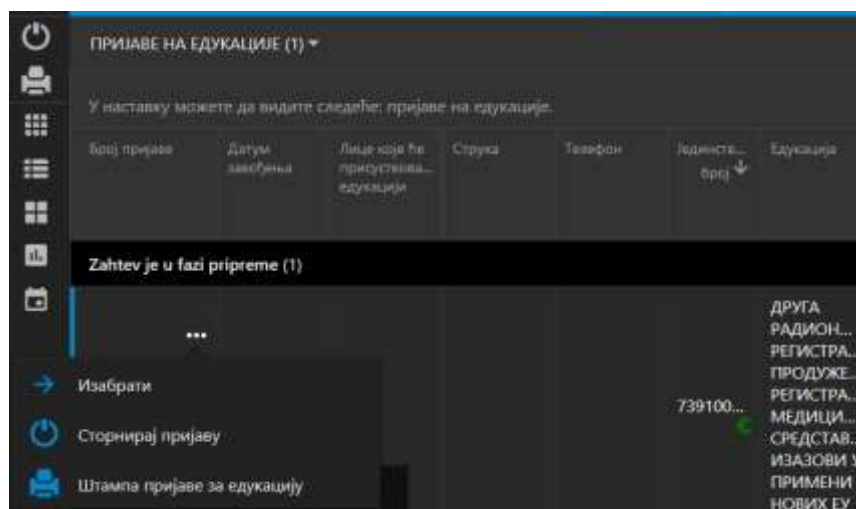 ПРИЈАВЕ НА ЕДУКАЦИЈЕ (1)
У наставку можете да видите следеће: пријаве на едукације.
Број пријаве
Датум
завођења
Лице које ће
присуствова...
едукацији
Струка
Телефон
Јединств...
број
Едукација
Zahtev je u fazi pripreme (1)
...
ДРУГА
РАДИОН...
РЕГИСТРА...
ПРОДУЖЕ...
РЕГИСТРА...
МЕДИЦИ...
СРЕДСТАВ...
ИЗАЗОВИ У
ПРИМЕНИ
НОВИХ ЕУ
739100...
Изабрати
Сторнирај пријаву
Штампа пријаве за едукацију